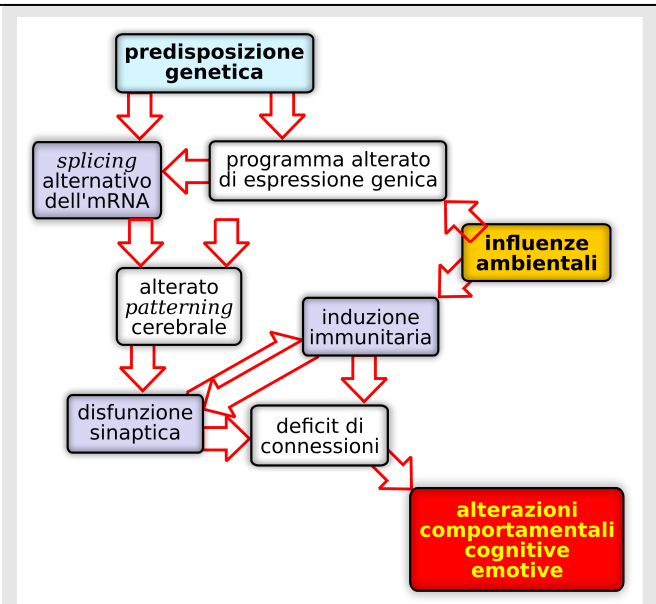 predisposizione
genetica
splicing
alternativo
dell'mRNA
programma alterato
di espressione genica
influenze
ambientali
alterato
patterning
cerebrale
induzione
immunitaria
disfunzione
sinaptica
deficit di
connessioni
alterazioni
comportamentali
cognitive
emotive